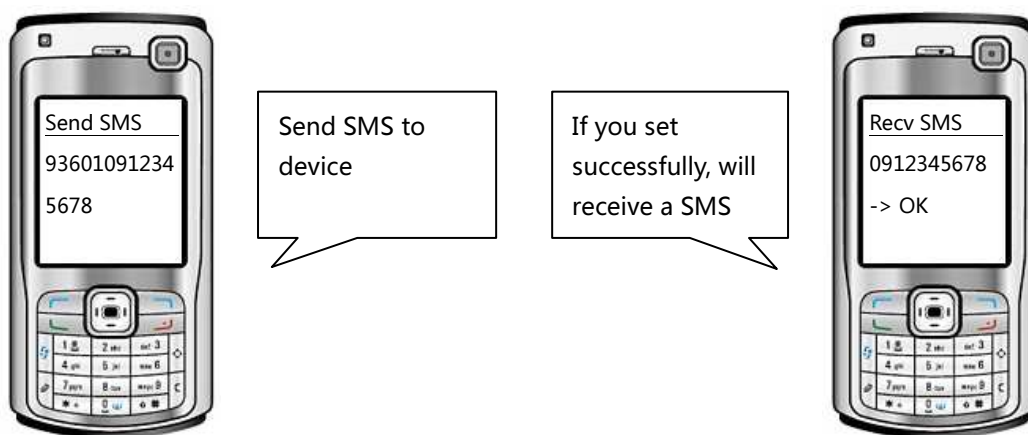 Send SMS
93601091234
5678
Send SMS to
device
If you set
successfully, will
receive a SMS
Recv SMS
0912345678
-> OK